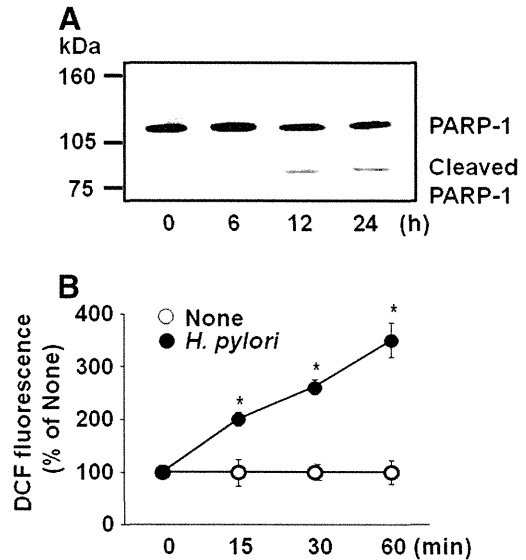 A
kDa
160
105
75
PARP-1
Cleaved
PARP-1
0 6 12 24 (h)
B
DCF fluorescence
(% of None)
400
300
200
100
0
None
H. pylori
* * *
0 15 30 60 (min)